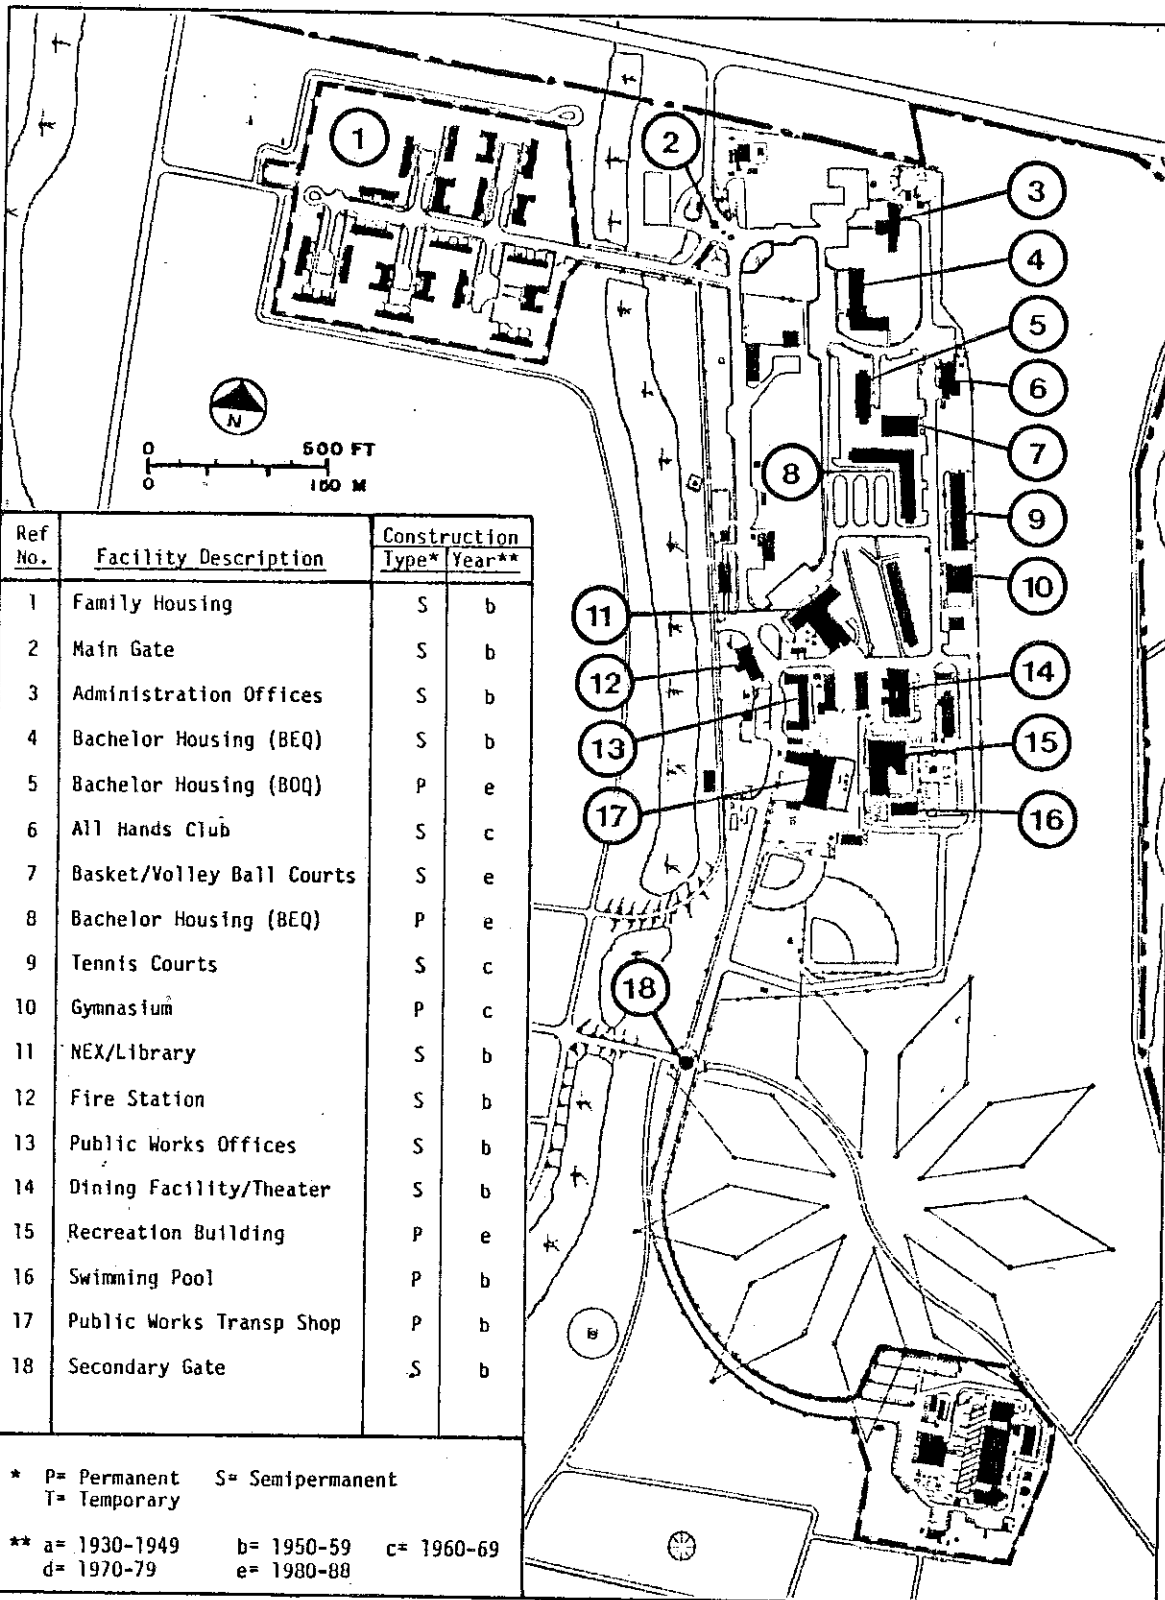 1
2
3
4
5
6
7
8
9
10
11
12
13
14
15
16
17
18
N
0 500 FT
0 150 M
Ref No. Facility Description Construction Type* Year**
1 Family Housing S b
2 Main Gate S b
3 Administration Offices S b
4 Bachelor Housing (BEQ) S b
5 Bachelor Housing (BOQ) P e
6 All Hands Club S c
7 Basket/Volley Ball Courts S e
8 Bachelor Housing (BEQ) P e
9 Tennis Courts S c
10 Gymnasium P c
11 NEX/Library S b
12 Fire Station S b
13 Public Works Offices S b
14 Dining Facility/Theater S b
15 Recreation Building P e
16 Swimming Pool P b
17 Public Works Transp Shop P b
18 Secondary Gate S b
* P= Permanent S= Semipermanent
T= Temporary
** a= 1930-1949 b= 1950-59 c= 1960-69
d= 1970-79 e= 1980-88